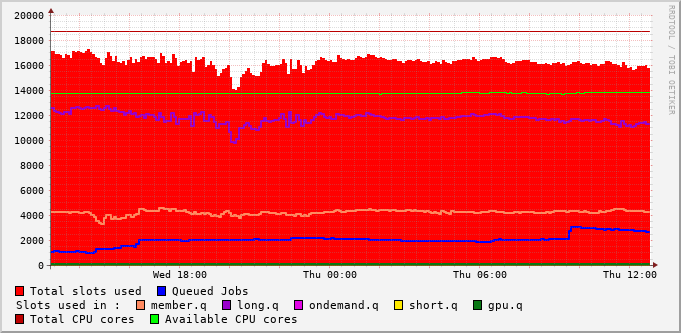 20000
18000
16000
14000
12000
10000
8000
6000
4000
2000
0
Wed 18:00 Thu 00:00 Thu 06:00 Thu 12:00
RRDTOOL / TOBI OETIKER
Total slots used Queued Jobs
Slots used in : member.q long.q ondemand.q short.q gpu.q
Total CPU cores Available CPU cores